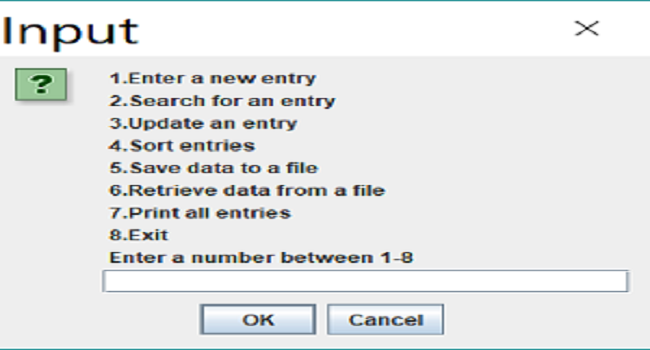 Input
?
1.Enter a new entry
2.Search for an entry
3.Update an entry
4.Sort entries
5.Save data to a file
6.Retrieve data from a file
7.Print all entries
8.Exit
Enter a number between 1-8
OK Cancel